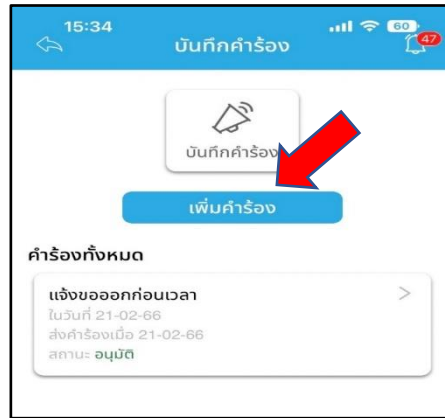 15:34
60
บันทึกคำร้อง
47
บันทึกคำร้อง
เพิ่มคำร้อง
คำร้องทั้งหมด
แจ้งขอออกก่อนเวลา
ในวันที่ 21-02-66
ส่งคำร้องเมื่อ 21-02-66
สถานะ อนุมัติ